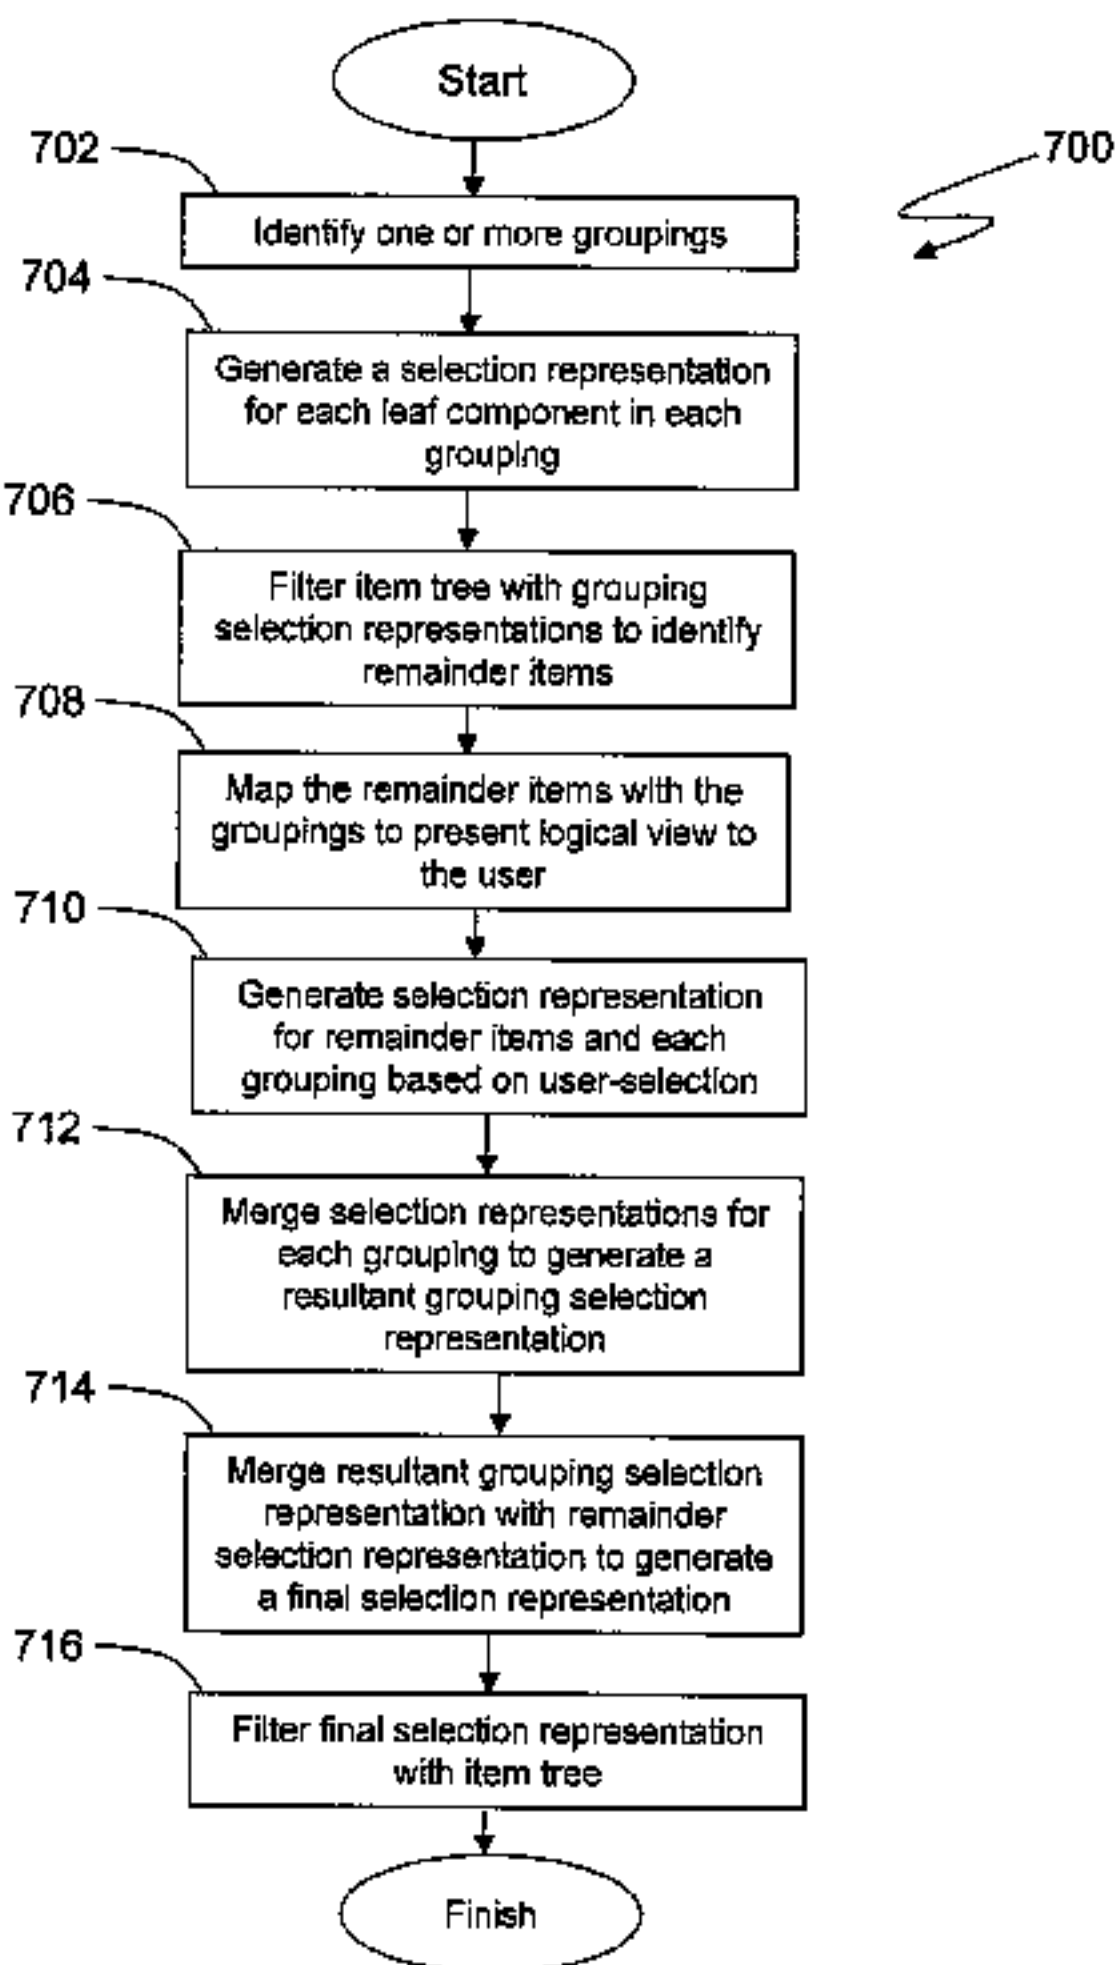 Start
702
700
Identify one or more groupings
704
Generate a selection representation
for each leaf component in each
grouping
706
Filter item tree with grouping
selection representations to identify
remainder items
708
Map the remainder items with the
groupings to present logical view to
the user
710
Generate selection representation
for remainder items and each
grouping based on user-selection
712
Merge selection representations for
each grouping to generate a
resultant grouping selection
representation
714
Merge resultant grouping selection
representation with remainder
selection representation to generate
a final selection representation
716
Filter final selection representation
with item tree
Finish